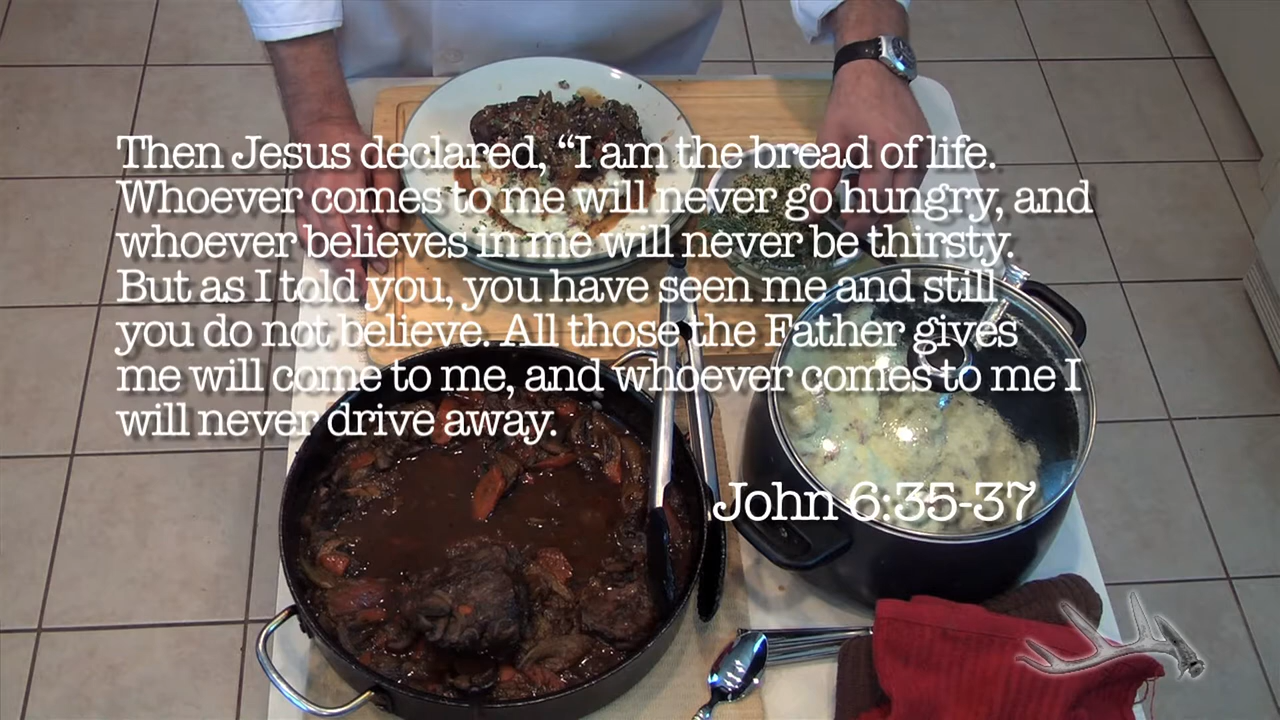 Then Jesus declared, “I am the bread of life.
Whoever comes to me will never go hungry, and
whoever believes in me will never be thirsty.
But as I told you, you have seen me and still
you do not believe. All those the Father gives
me will come to me, and whoever comes to me I
will never drive away.
John 6:35-37